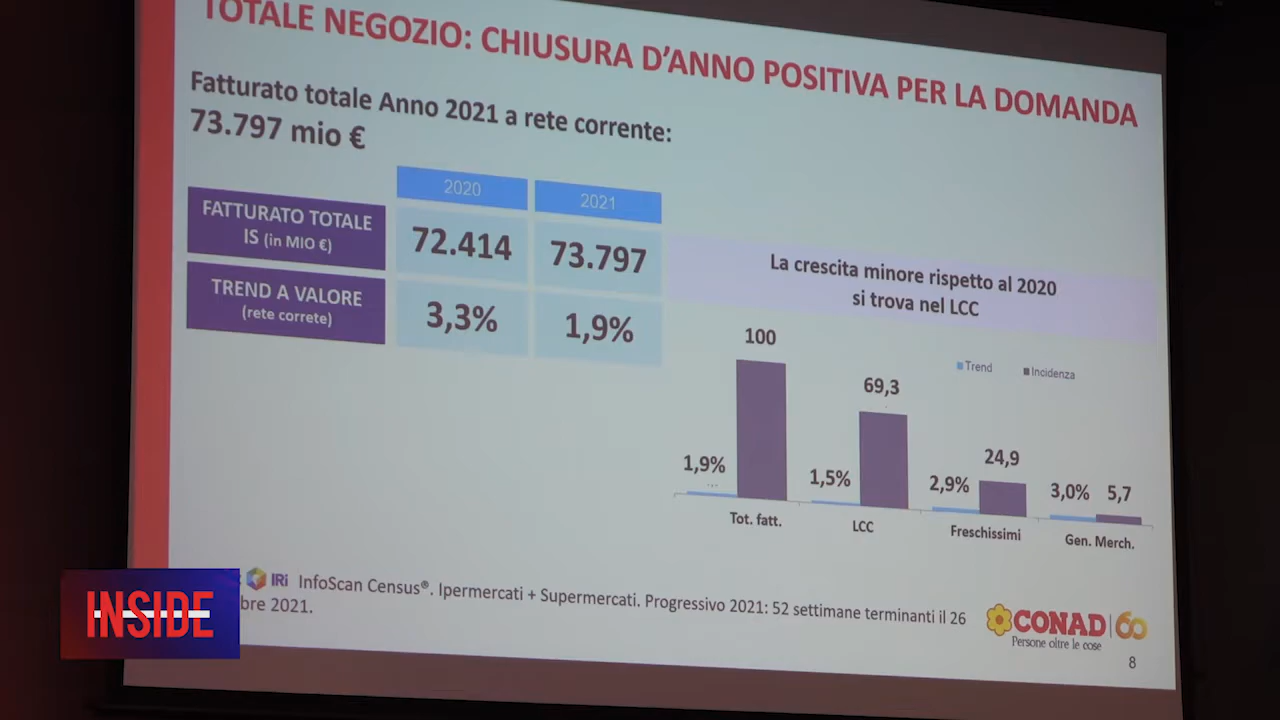 TOTALE NEGOZIO: CHIUSURA D'ANNO POSITIVA PER LA DOMANDA
Fatturato totale Anno 2021 a rete corrente:
73.797 mio €
2020
2021
FATTURATO TOTALE
IS (in MIO €)
72.414
73.797
TREND A VALORE
(rete correte)
3,3%
1,9%
La crescita minore rispetto al 2020
si trova nel LCC
Trend
Incidenza
100
69,3
24,9
5,7
1,9%
1,5%
2,9%
3,0%
Tot. fatt.
LCC
Freschissimi
Gen. Merch.
IRi InfoScan Census®. Ipermercati + Supermercati. Progressivo 2021: 52 settimane terminanti il 26
2021.
CONAD 60
Persone oltre le cose
8
INSIDE